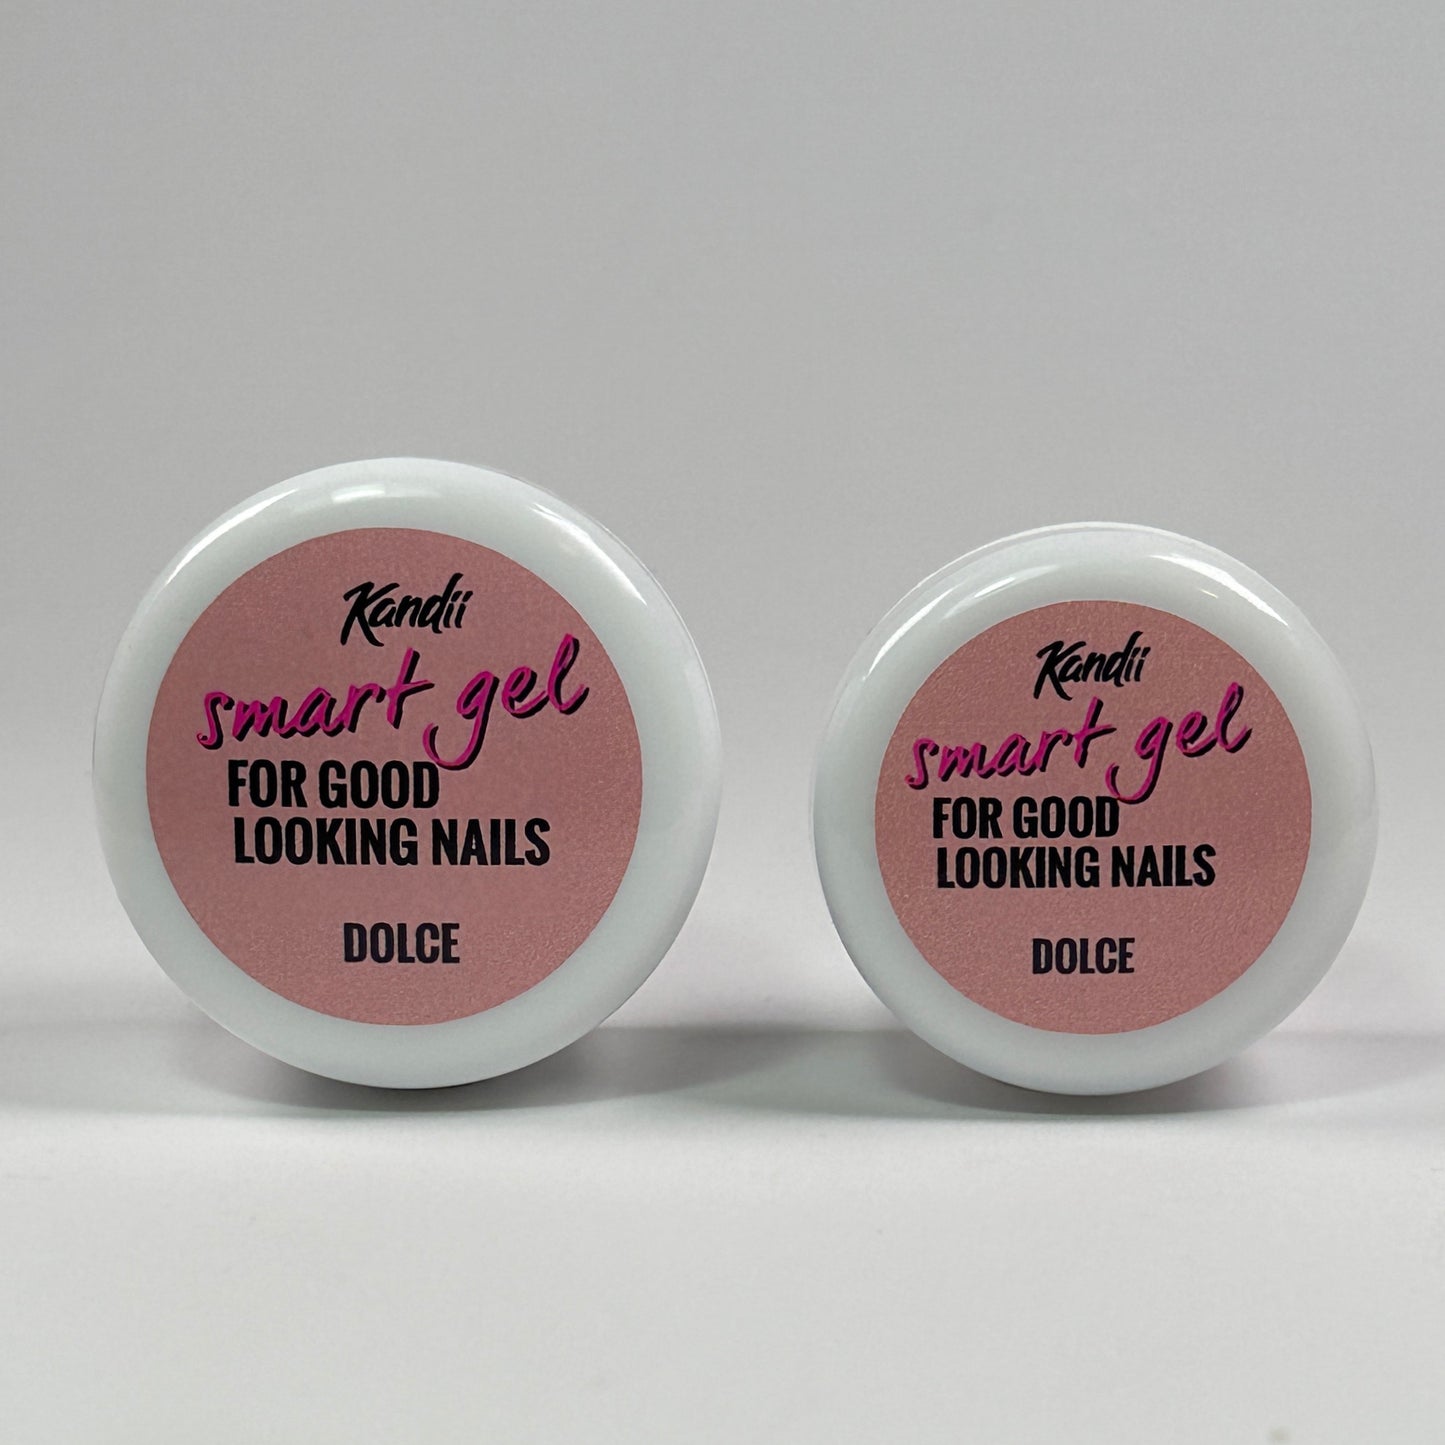 Kandii
smart gel
FOR GOOD
LOOKING NAILS
DOLCE
Kandii
smart gel
FOR GOOD
LOOKING NAILS
DOLCE